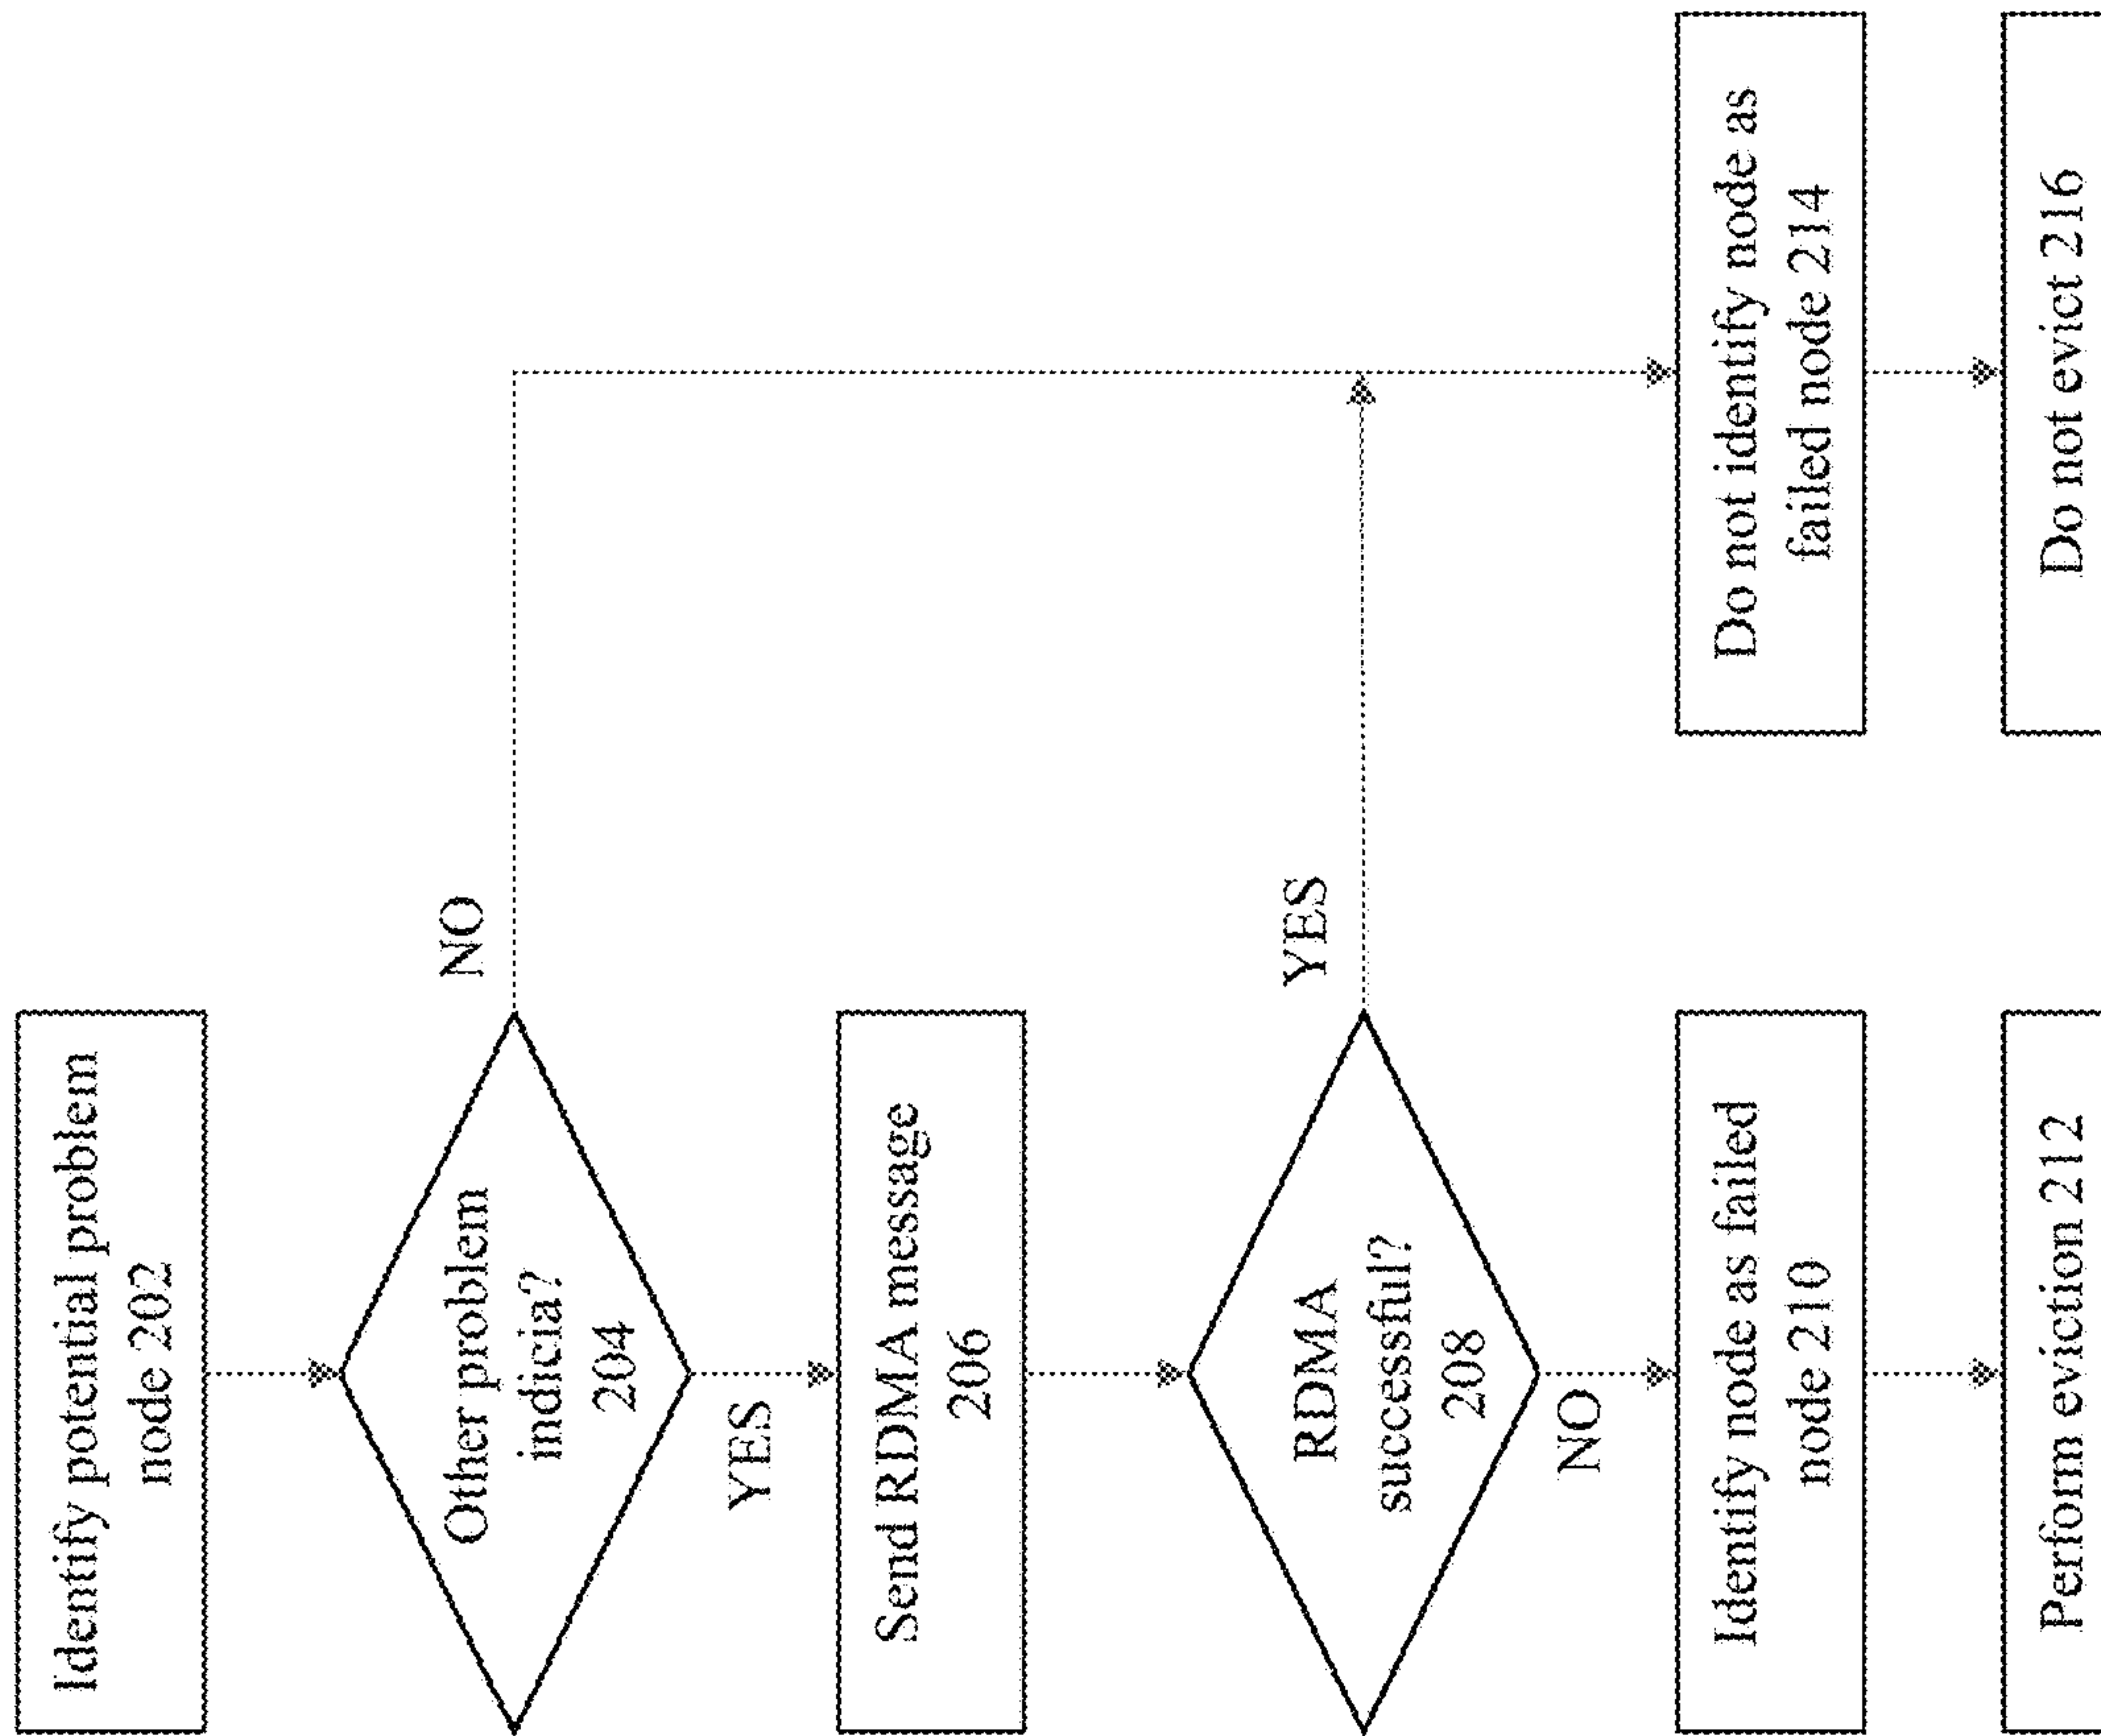 Identify potential problem
node 202
Other problem
indicia?
204
NO
YES
Send RDMA message
206
RDMA
successful?
208
YES
NO
Identify node as failed
node 210
Do not identify node as
failed node 214
Perform eviction 212
Do not evict 216